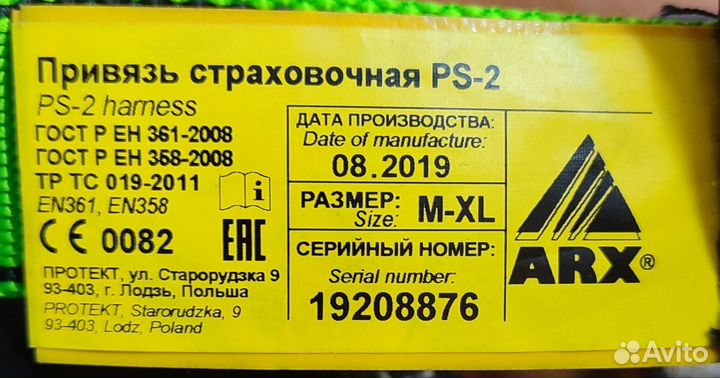 Привязь страховочная PS-2
PS-2 harness
ГОСТ Р ЕН 361-2008
ГОСТ Р ЕН 358-2008
ТР ТС 019-2011
EN361, EN358
CE 0082
EAC
i
ПРОТЕКТ, ул. Старорудзка 9
93-403, г. Лодзь, Польша
PROTEKT, Starorudzka, 9
93-403, Lodz, Poland
ДАТА ПРОИЗВОДСТВА:
Date of manufacture:
08.2019
РАЗМЕР:
Size:
M-XL
СЕРИЙНЫЙ НОМЕР:
Serial number:
19208876
ARX®
Avito